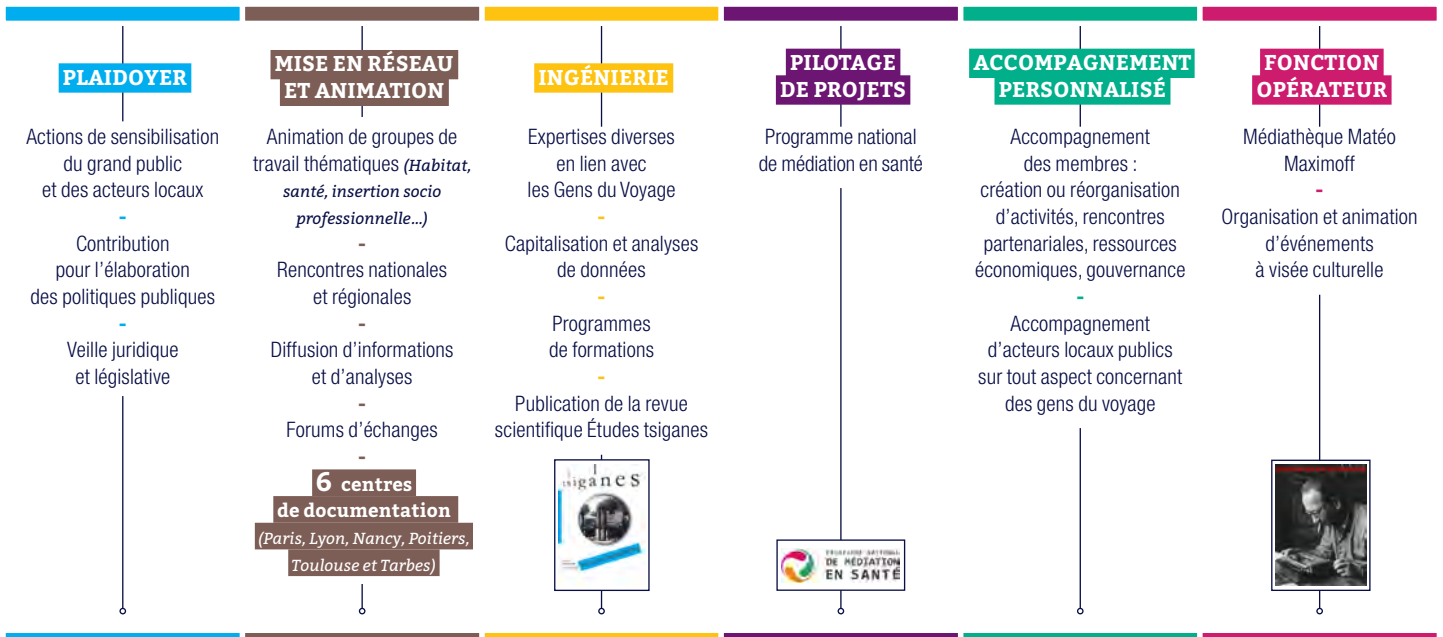 PLAIDOYER
Actions de sensibilisation
du grand public
et des acteurs locaux
-
Contribution
pour l’élaboration
des politiques publiques
-
Veille juridique
et législative
MISE EN RÉSEAU
ET ANIMATION
Animation de groupes de
travail thématiques (Habitat,
santé, insertion socio
professionnelle...)
-
Rencontres nationales
et régionales
-
Diffusion d’informations
et d’analyses
-
Forums d’échanges
-
6 centres
de documentation
(Paris, Lyon, Nancy, Poitiers,
Toulouse et Tarbes)
INGÉNIERIE
Expertises diverses
en lien avec
les Gens du Voyage
-
Capitalisation et analyses
de données
-
Programmes
de formations
-
Publication de la revue
scientifique Études tsiganes
tsiganes
PILOTAGE
DE PROJETS
Programme national
de médiation en santé
PROGRAMME NATIONAL
DE MÉDIATION
EN SANTÉ
ACCOMPAGNEMENT
PERSONNALISÉ
Accompagnement
des membres :
création ou réorganisation
d’activités, rencontres
partenariales, ressources
économiques, gouvernance
-
Accompagnement
d’acteurs locaux publics
sur tout aspect concernant
des gens du voyage
FONCTION
OPÉRATEUR
Médiathèque Matéo
Maximoff
-
Organisation et animation
d’événements
à visée culturelle